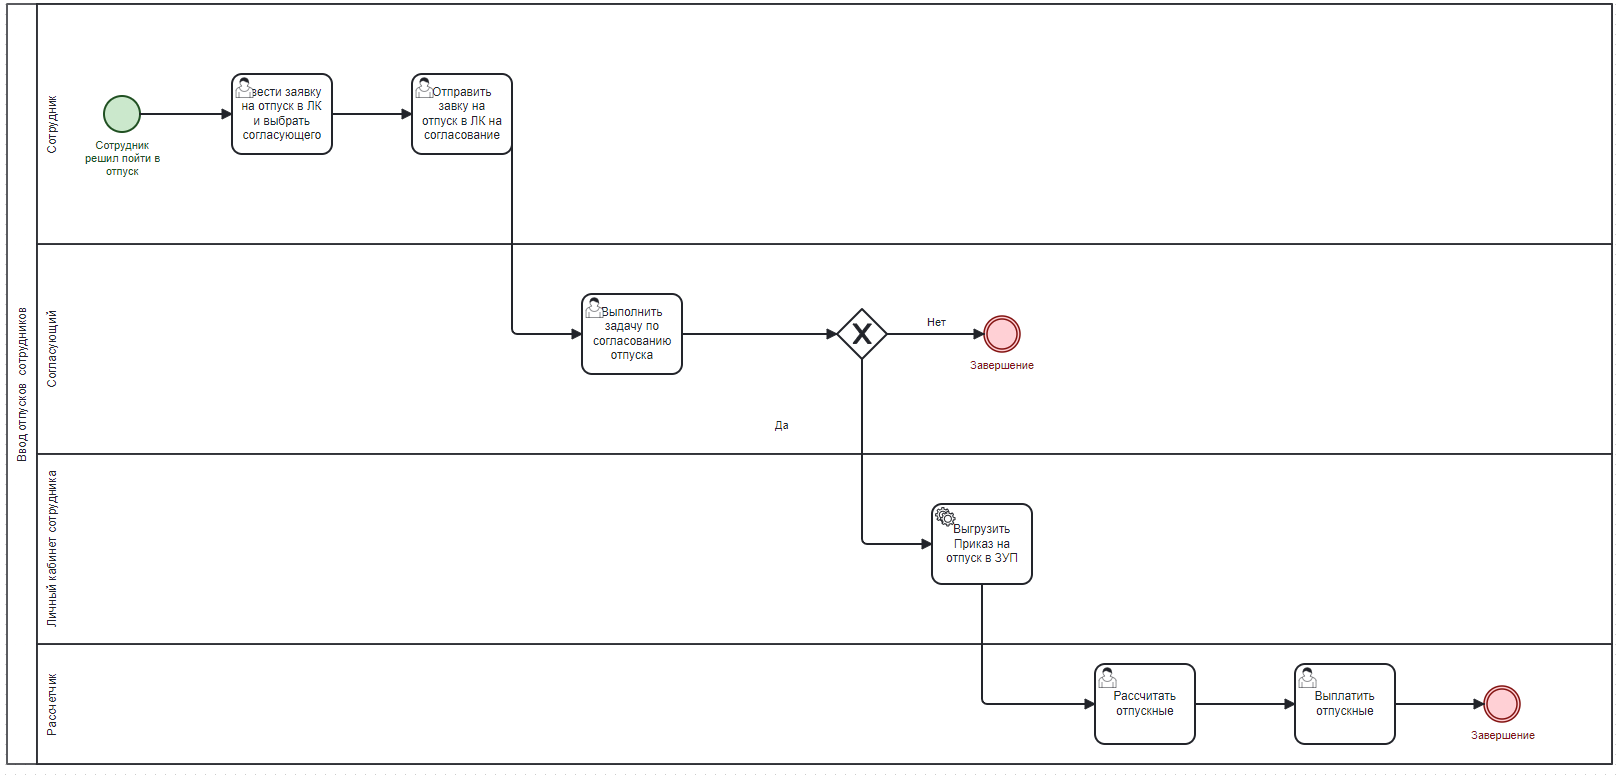 Ввод отпусков сотрудников
Сотрудник
Сотрудник
решил пойти в
отпуск
вести заявку
на отпуск в ЛК
и выбрать
согласующего
Отправить
завку на
отпуск в ЛК на
согласование
Согласующий
Выполнить
задачу по
согласованию
отпуска
Нет
Завершение
Да
Личный кабинет сотрудника
Выгрузить
Приказ на
отпуск в ЗУП
Рассчетчик
Рассчитать
отпускные
Выплатить
отпускные
Завершение